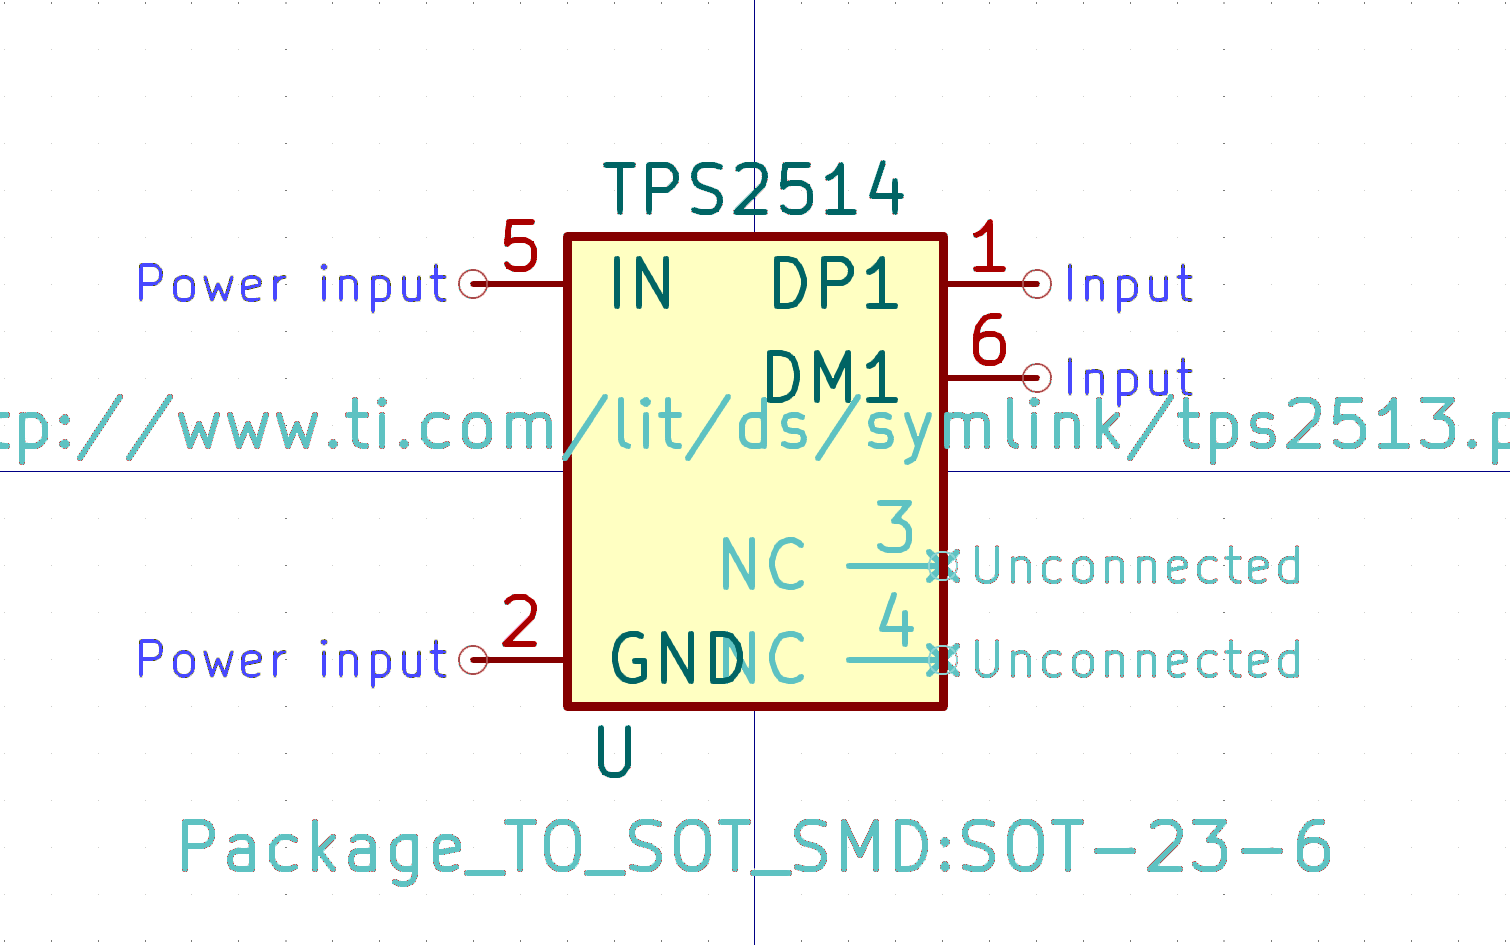 TPS2514
5 1
Power input IN DP1 Input
6
DM1 Input
tp://www.ti.com/lit/ds/symlink/tps2513.p
3
NC Unconnected
2 4
Power input GND NC Unconnected
U
Package_TO_SOT_SMD:SOT-23-6